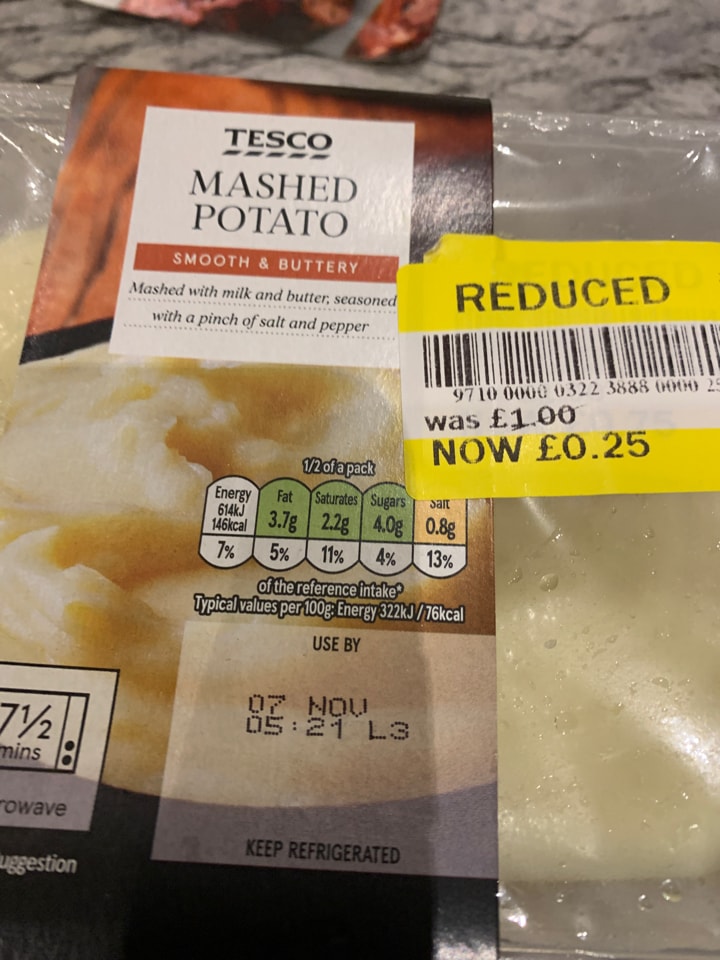 TESCO
MASHED
POTATO
SMOOTH & BUTTERY
Mashed with milk and butter, seasoned
with a pinch of salt and pepper
REDUCED
9710 0000 0322 3888 0000
was £1.00
NOW £0.25
1/2 of a pack
Energy
614kJ
146kcal
7%
Fat
3.7g
5%
Saturates
2.2g
11%
Sugars
4.0g
4%
Salt
0.8g
13%
of the reference intake*
Typical values per 100g: Energy 322kJ / 76kcal
USE BY
07 NOV
05:21 L3
KEEP REFRIGERATED
7½
mins
rowave
uggestion